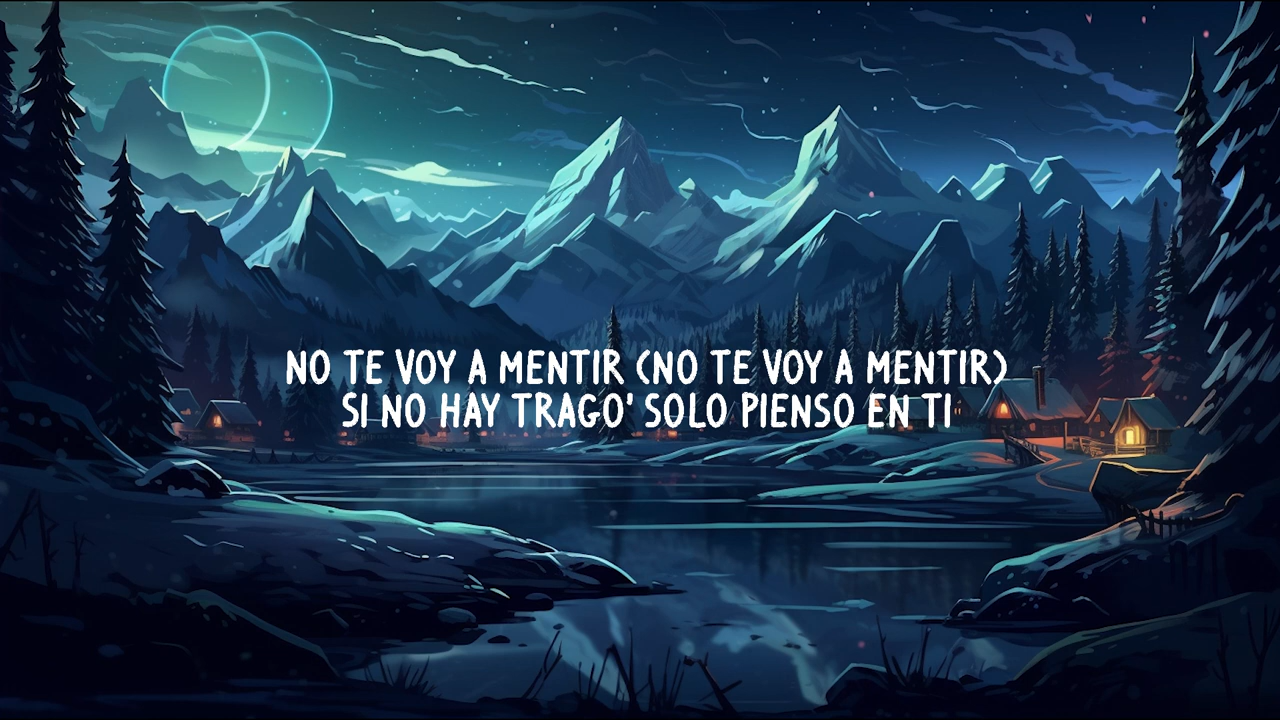 NO TE VOY A MENTIR (NO TE VOY A MENTIR)
SI NO HAY TRAGO' SOLO PIENSO EN TI